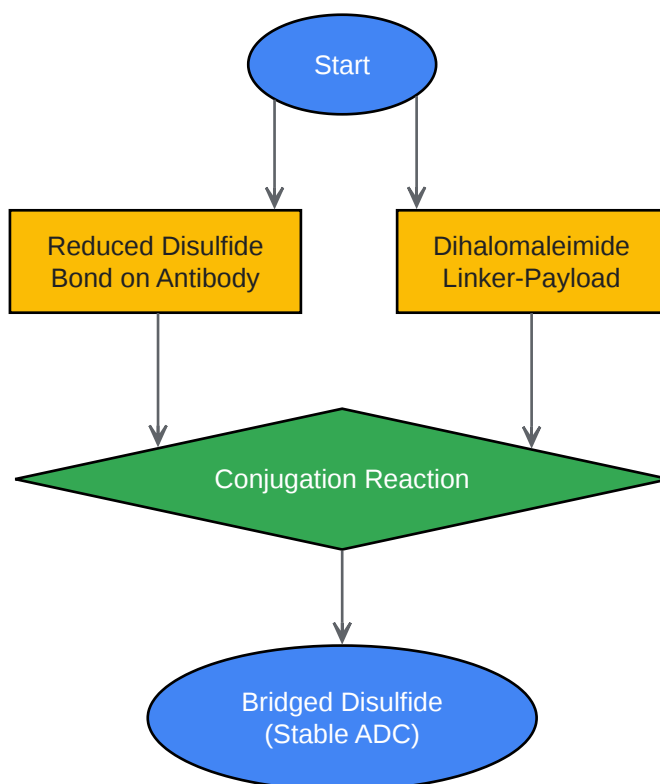 Start
Reduced Disulfide
Bond on Antibody
Dihalomaleimide
Linker-Payload
Conjugation Reaction
Bridged Disulfide
(Stable ADC)